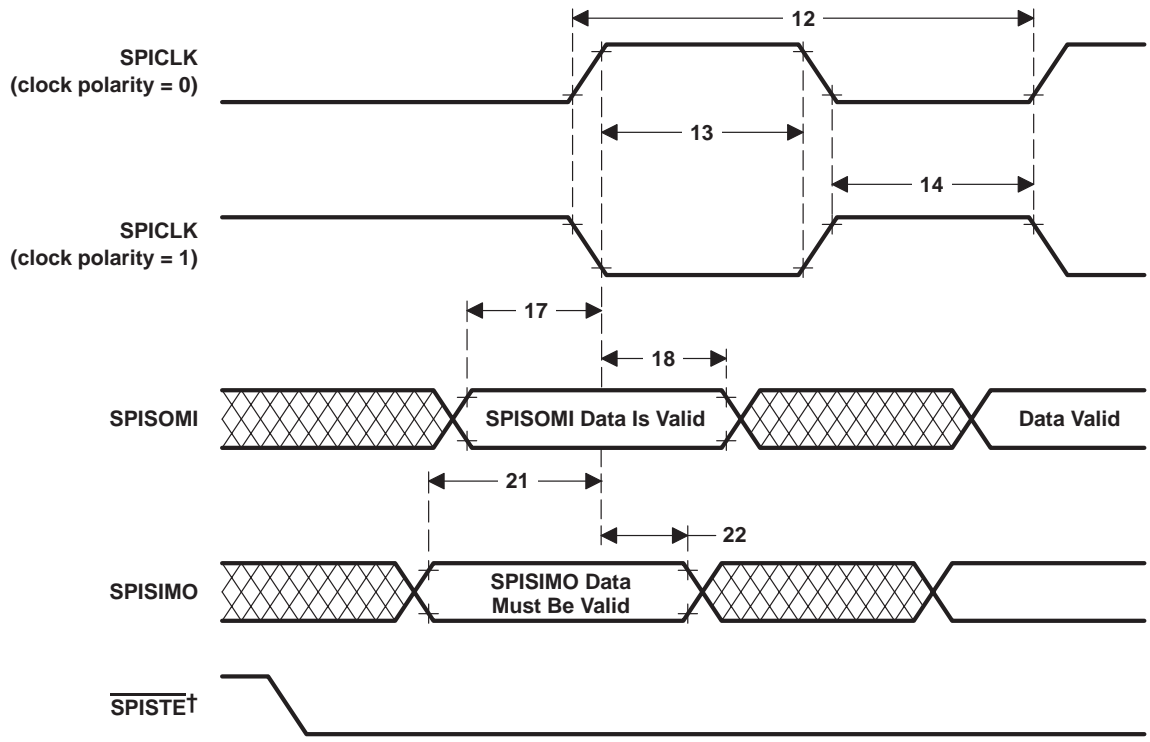 12
SPICLK
(clock polarity = 0)
13
14
SPICLK
(clock polarity = 1)
17
18
SPISOMI
SPISOMI Data Is Valid
Data Valid
21
22
SPISIMO
SPISIMO Data
Must Be Valid
SPISTE†